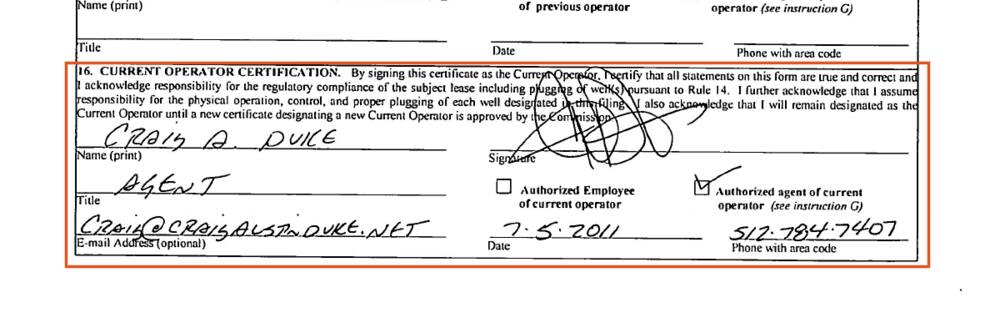 Name (print) of previous operator operator (see instruction G)
Title Date Phone with area code
16. CURRENT OPERATOR CERTIFICATION. By signing this certificate as the Current Operator, I certify that all statements on this form are true and correct and
I acknowledge responsibility for the regulatory compliance of the subject lease including plugging of well(s) pursuant to Rule 14. I further acknowledge that I assume
responsibility for the physical operation, control, and proper plugging of each well designated in this filing. I also acknowledge that I will remain designated as the
Current Operator until a new certificate designating a new Current Operator is approved by the Commission.
CRAIG A. DUKE
Name (print) Signature
AGENT ☐ Authorized Employee ☑ Authorized agent of current
Title of current operator operator (see instruction G)
CRAIG@CRAIGAUSTINDUKE.NET 7.5.2011 512.784.7407
E-mail Address (optional) Date Phone with area code